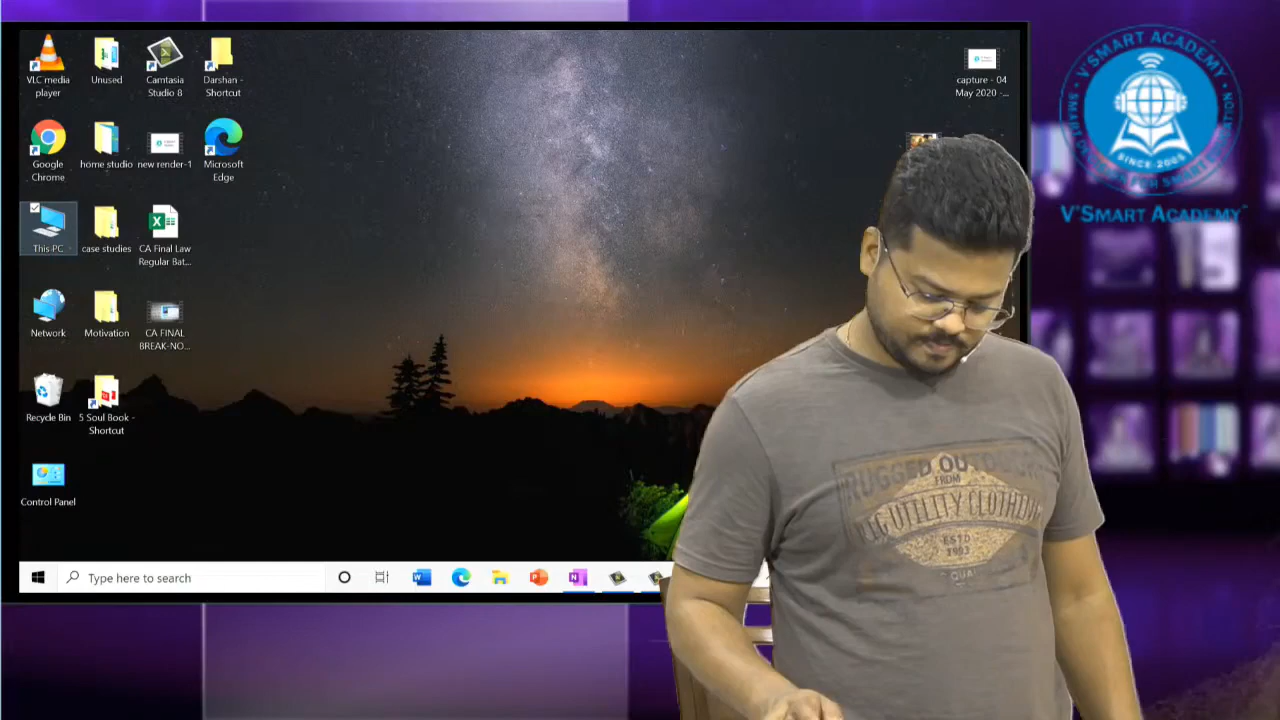 VLC media
player
Unused
Camtasia
Studio 8
Darshan -
Shortcut
capture - 04
May 2020 -...
Google
Chrome
home studio
new render-1
Microsoft
Edge
This PC
case studies
CA Final Law
Regular Bat...
Network
Motivation
CA FINAL
BREAK-NO...
Recycle Bin
5 Soul Book -
Shortcut
Control Panel
Type here to search
V'SMART ACADEMY
SINCE-2005
V'SMART ACADEMY
RUGGED
FROM
UTILITY CLOTHING
ESTD
1993